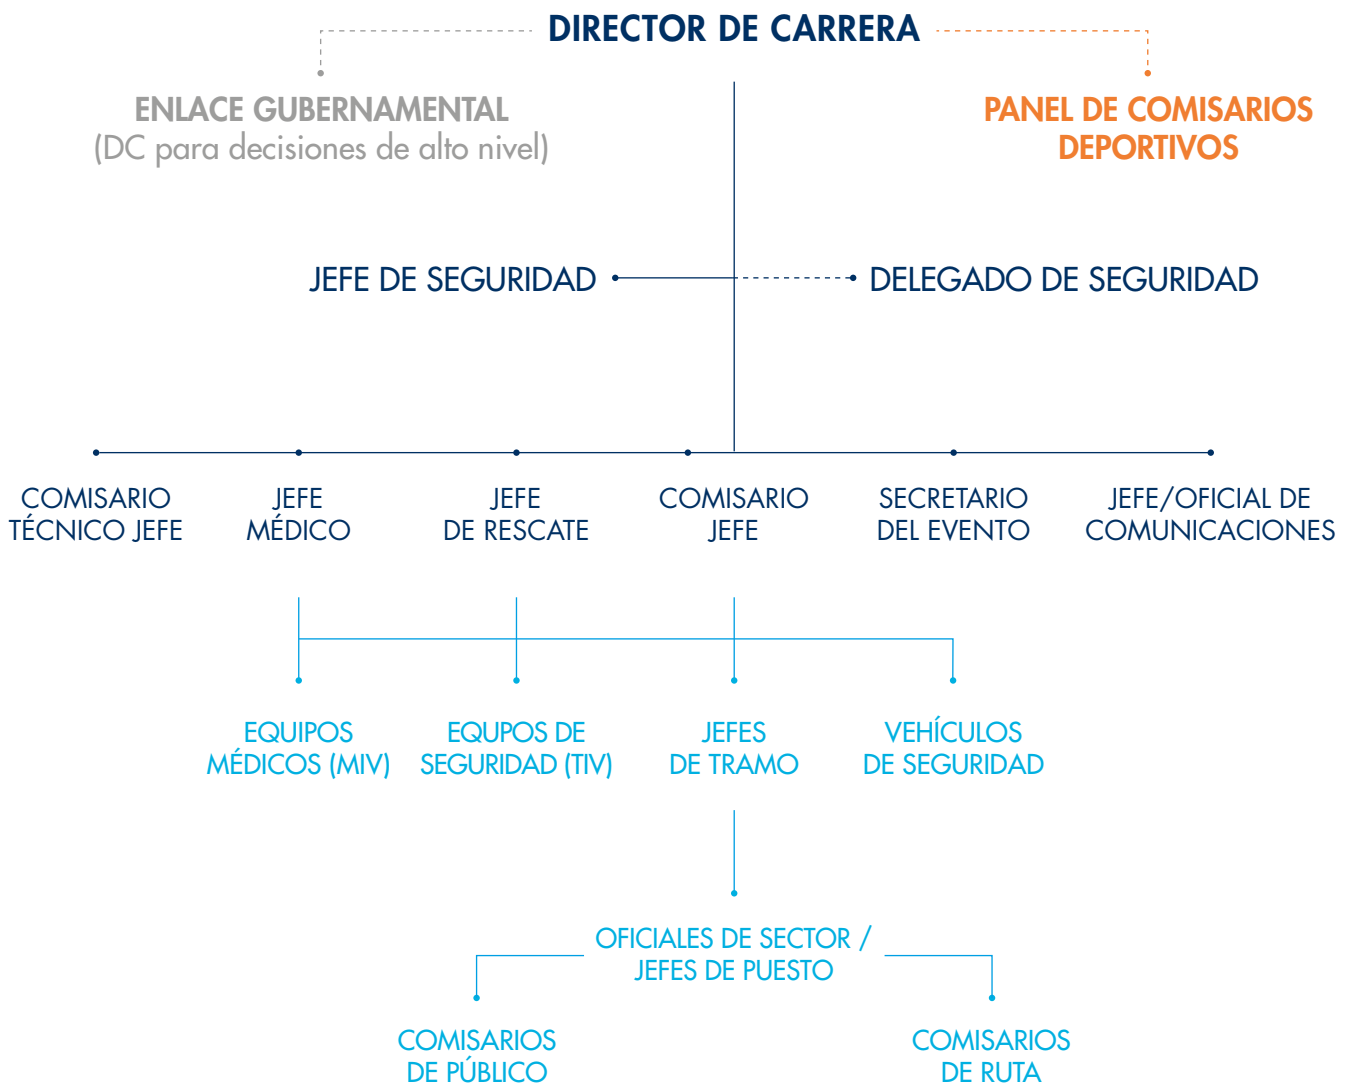 DIRECTOR DE CARRERA
ENLACE GUBERNAMENTAL
(DC para decisiones de alto nivel)
PANEL DE COMISARIOS
DEPORTIVOS
JEFE DE SEGURIDAD
DELEGADO DE SEGURIDAD
COMISARIO
TÉCNICO JEFE
JEFE
MÉDICO
JEFE
DE RESCATE
COMISARIO
JEFE
SECRETARIO
DEL EVENTO
JEFE/OFICIAL DE
COMUNICACIONES
EQUIPOS
MÉDICOS (MIV)
EQUPOS DE
SEGURIDAD (TIV)
JEFES
DE TRAMO
VEHÍCULOS
DE SEGURIDAD
OFICIALES DE SECTOR /
JEFES DE PUESTO
COMISARIOS
DE PÚBLICO
COMISARIOS
DE RUTA